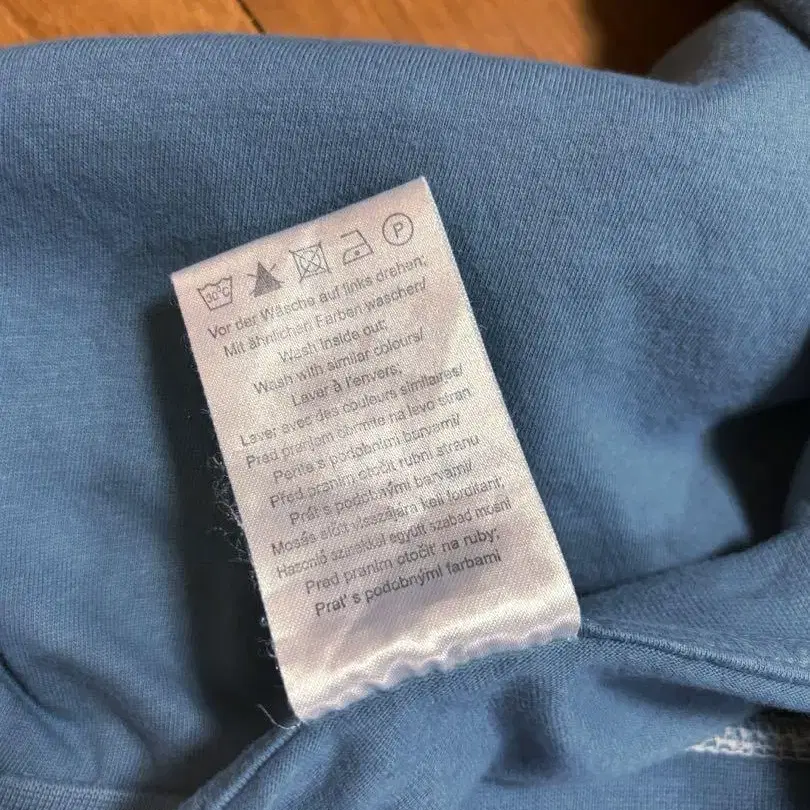 30°C P
Vor der Wäsche auf links drehen;
Mit ähnlichen Farben waschen/
Wash inside out;
Wash with similar colours/
Laver à l'envers;
Laver avec des couleurs similaires/
Pred praniem obrnite na levo stran
Perite s podobnimi barvami/
Před praním otočit rubní stranu
Prát s podobnými barvami/
Mosás előtt visszájára kell fordítani,
Hasonló színekkel együtt szabad mosni
Pred praním otočiť na ruby;
Prať s podobnými farbami